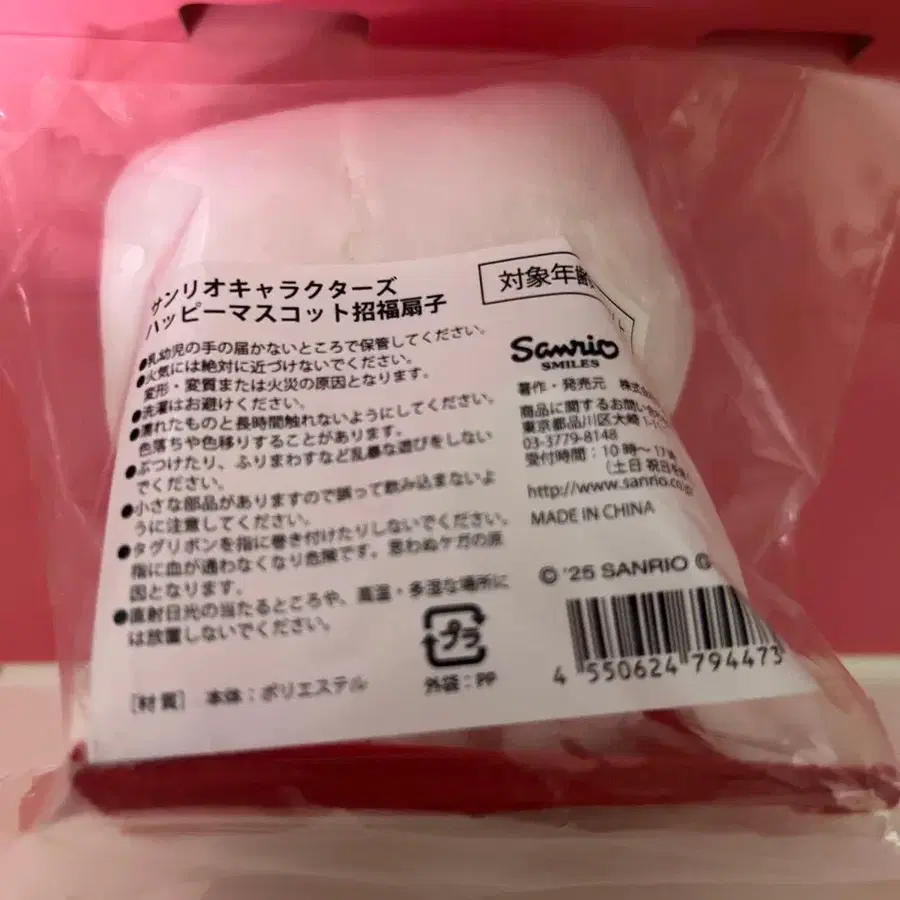 サンリオキャラクターズ
ハッピーマスコット招福扇子
対象年齢
●乳幼児の手の届かないところで保管してください。
●火気には絶対に近づけないでください。
変形・変質または火災の原因となります。
●洗濯はお避けください。
●濡れたものと長時間触れないようにしてください。
色落ちや色移りすることがあります。
●ぶつけたり、ふりまわすなど乱暴な遊びをしない
でください。
●小さな部品がありますので誤って飲み込まないよ
うに注意してください。
●タグリボンを指に巻き付けたりしないでください。
指に血が通わなくなり危険です。思わぬケガの原
因となります。
●直射日光の当たるところや、高温・多湿な場所に
は放置しないでください。
[材質] 本体:ポリエステル
プラ
外袋:PP
Sanrio
SMILES
著作・発売元 株式会
商品に関するお問い合
東京都品川区大崎
03-3779-8148
受付時間:10時～17時
(土日祝日
http://www.sanrio.co
MADE IN CHINA
© '25 SANRIO
4 550624 794473